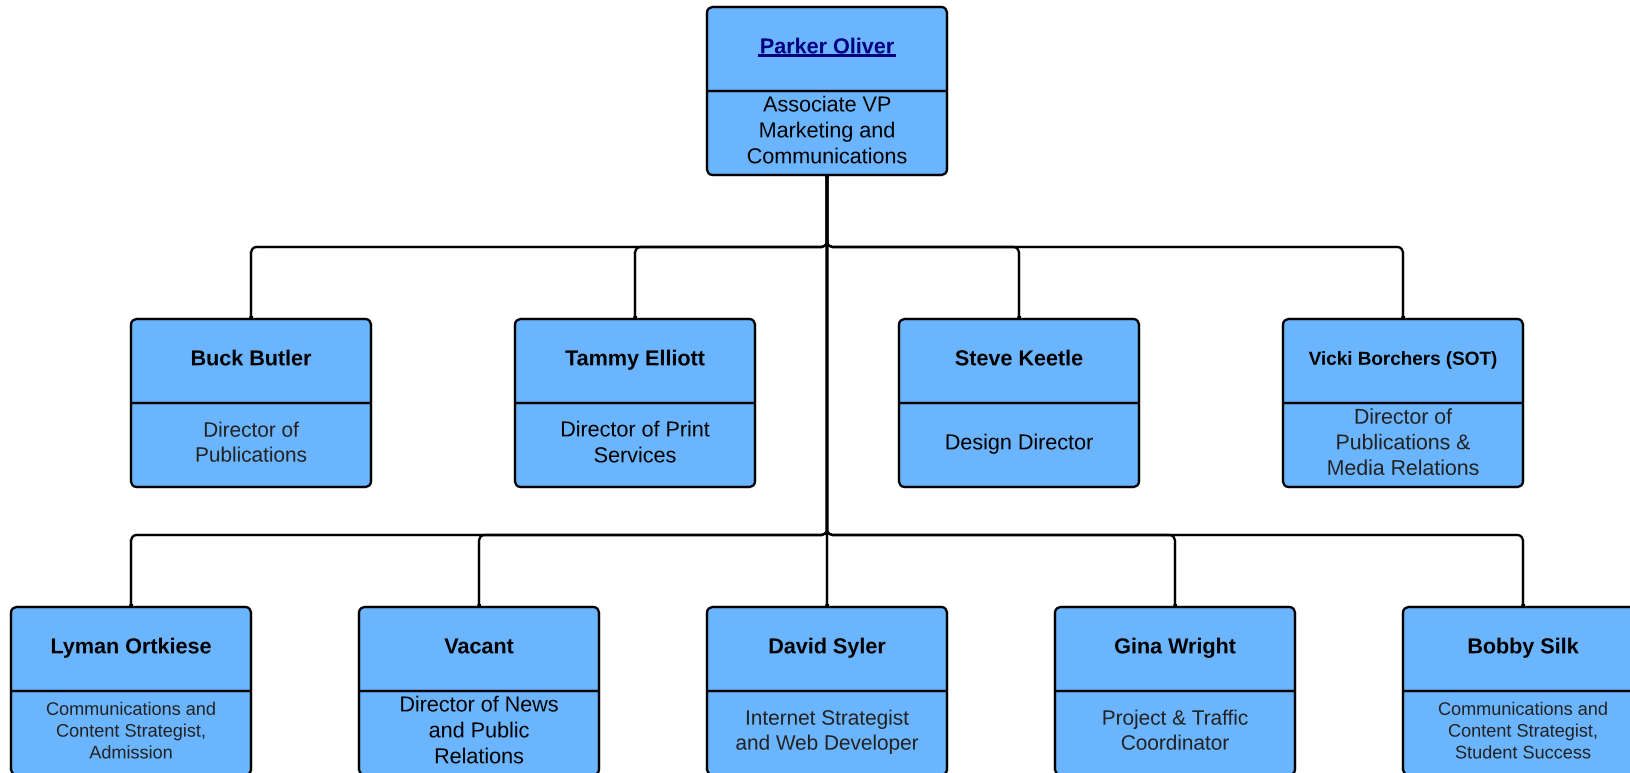 Parker Oliver
Associate VP
Marketing and
Communications
Buck Butler
Director of
Publications
Tammy Elliott
Director of Print
Services
Steve Keetle
Design Director
Vicki Borchers (SOT)
Director of
Publications &
Media Relations
Lyman Ortkiese
Communications and
Content Strategist,
Admission
Vacant
Director of News
and Public
Relations
David Syler
Internet Strategist
and Web Developer
Gina Wright
Project & Traffic
Coordinator
Bobby Silk
Communications and
Content Strategist,
Student Success